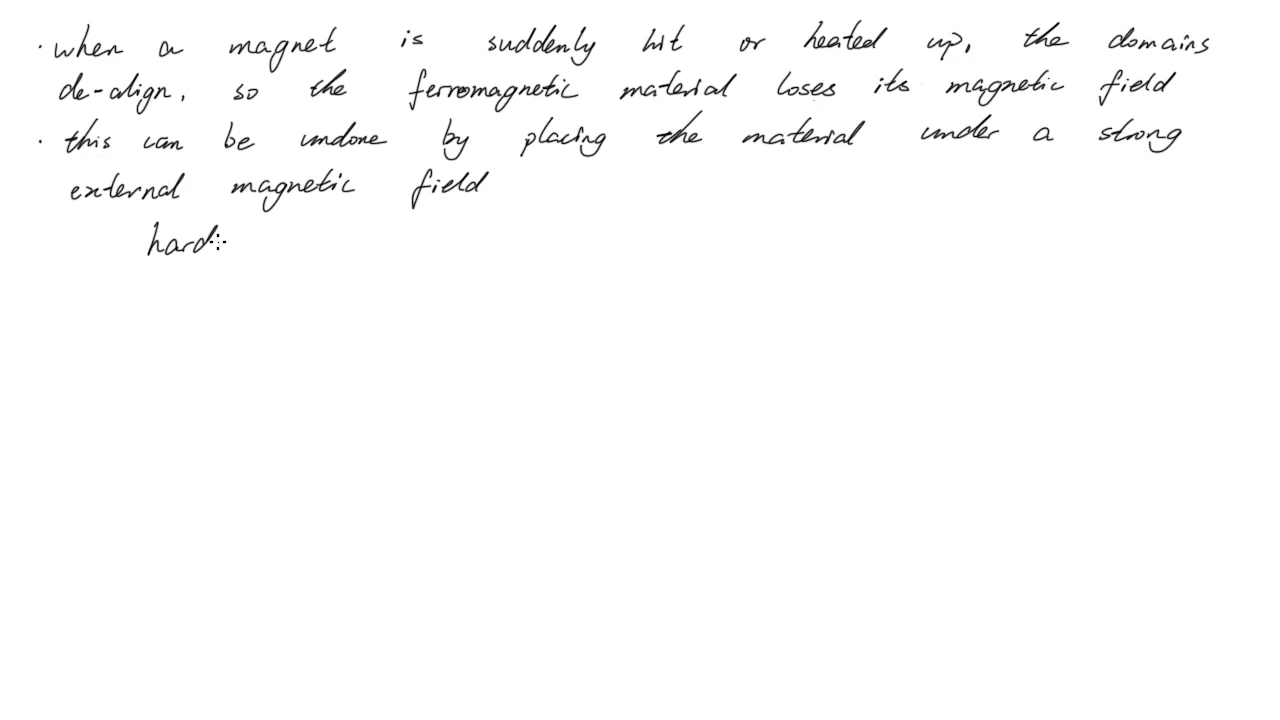 · when a magnet is suddenly hit or heated up, the domains
de-align, so the ferromagnetic material loses its magnetic field
· this can be undone by placing the material under a strong
external magnetic field
hard